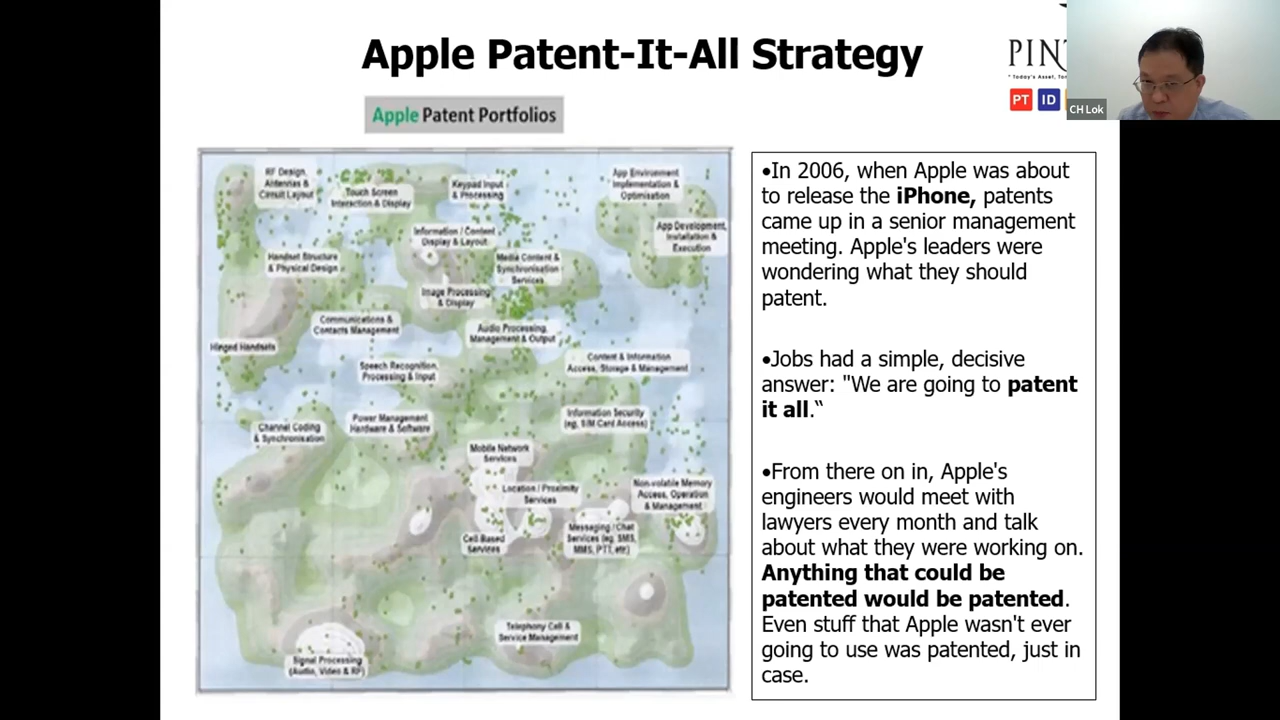 Apple Patent-It-All Strategy
PINT
" Today's Asset, To
PT ID
CH Lok
Apple Patent Portfolios
RF Design,
Antennas &
Circuit Layout
Touch Screen
Interaction & Display
Keypad Input
& Processing
App Environment
Implementation &
Optimisation
Information / Content
Display & Layout
App Development,
Installation &
Execution
Handset Structure
& Physical Design
Media Content &
Synchronisation
Services
Image Processing
& Display
Communications &
Contacts Management
Audio Processing,
Management & Output
Hinged Handsets
Speech Recognition,
Processing & Input
Content & Information
Access, Storage & Management
Power Management
Hardware & Software
Information Security
(eg, SIM Card Access)
Channel Coding
& Synchronisation
Mobile Network
Services
Location / Proximity
Services
Non-volatile Memory
Access, Operation
& Management
Cell Based
Services
Messaging / Chat
Services (eg. SMS,
MMS, PTT, etc)
Telephony Call &
Service Management
Signal Processing
(Audio, Video & RF)
•In 2006, when Apple was about
to release the iPhone, patents
came up in a senior management
meeting. Apple's leaders were
wondering what they should
patent.
•Jobs had a simple, decisive
answer: "We are going to patent
it all.“
•From there on in, Apple's
engineers would meet with
lawyers every month and talk
about what they were working on.
Anything that could be
patented would be patented.
Even stuff that Apple wasn't ever
going to use was patented, just in
case.